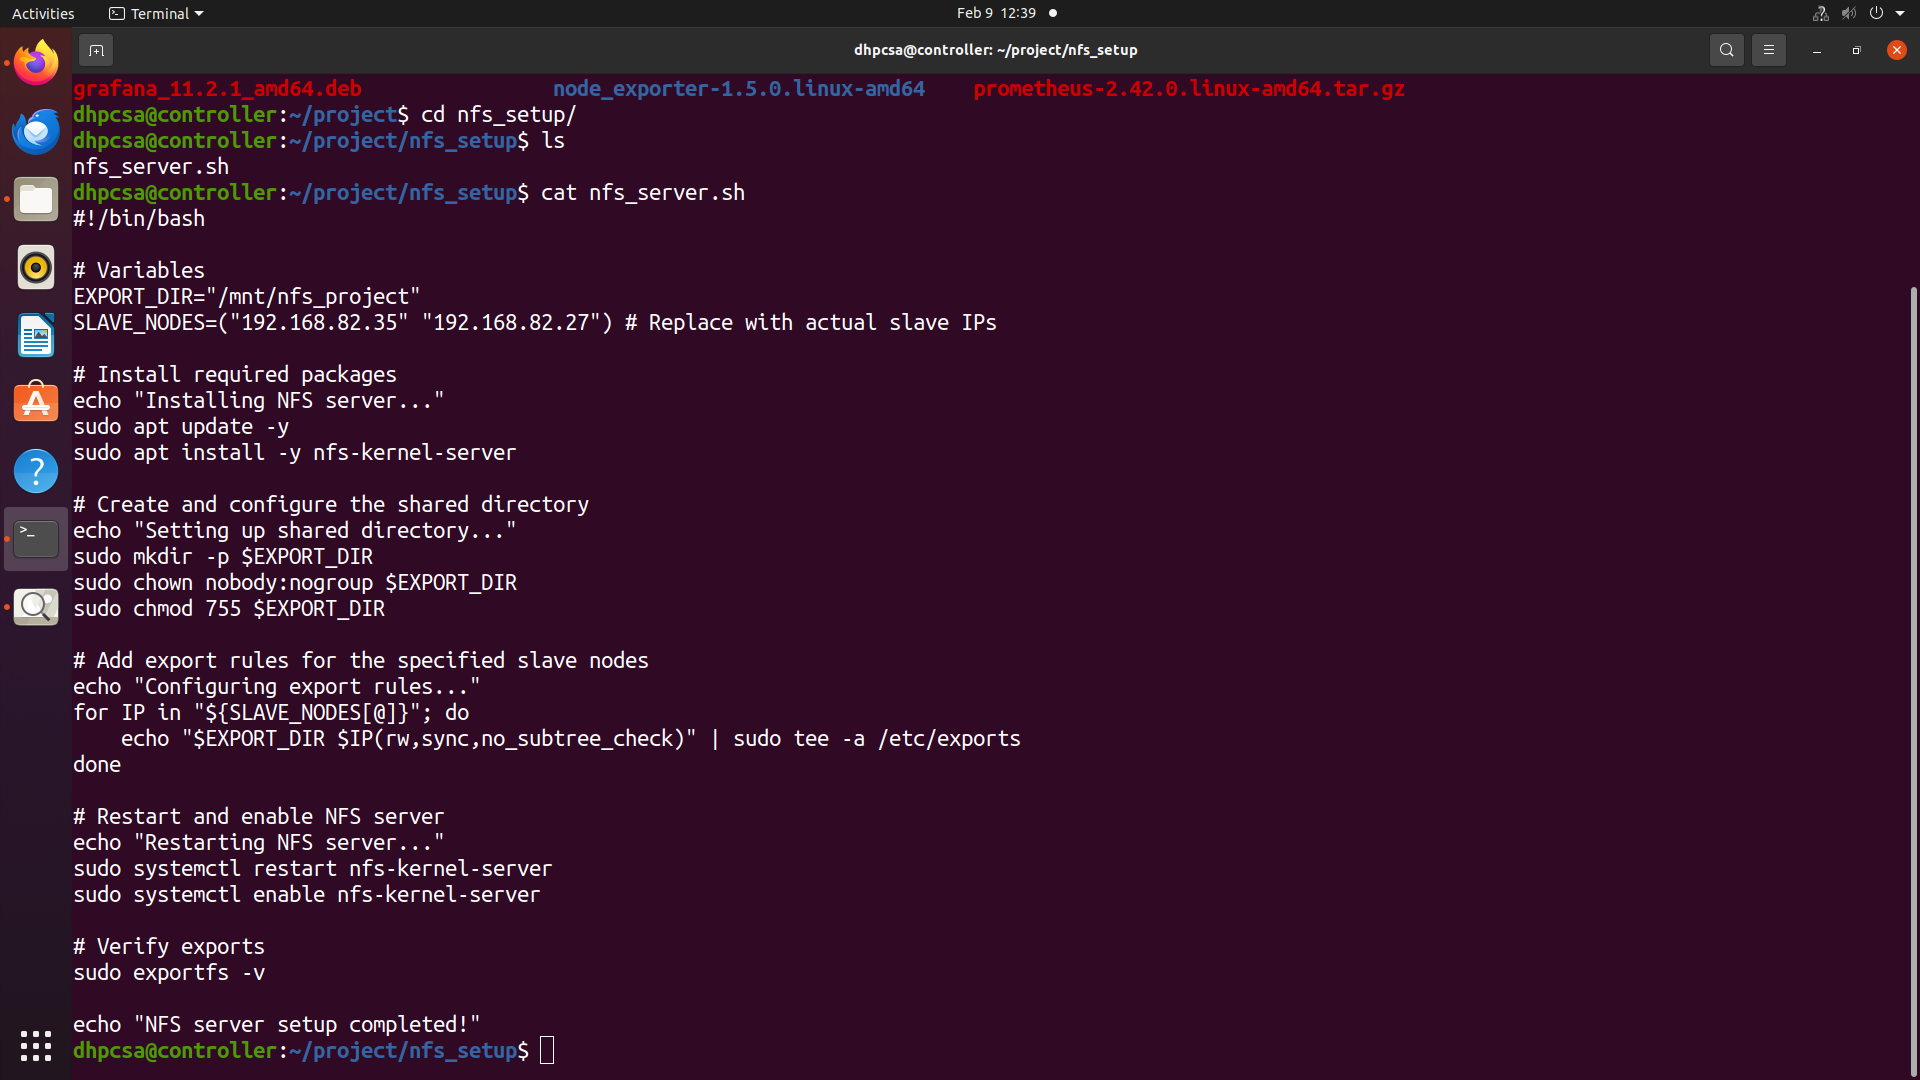 Activities Terminal Feb 9 12:39
dhpcsa@controller: ~/project/nfs_setup
grafana_11.2.1_amd64.deb node_exporter-1.5.0.linux-amd64 prometheus-2.42.0.linux-amd64.tar.gz
dhpcsa@controller:~/project$ cd nfs_setup/
dhpcsa@controller:~/project/nfs_setup$ ls
nfs_server.sh
dhpcsa@controller:~/project/nfs_setup$ cat nfs_server.sh
#!/bin/bash

# Variables
EXPORT_DIR="/mnt/nfs_project"
SLAVE_NODES=("192.168.82.35" "192.168.82.27") # Replace with actual slave IPs

# Install required packages
echo "Installing NFS server..."
sudo apt update -y
sudo apt install -y nfs-kernel-server

# Create and configure the shared directory
echo "Setting up shared directory..."
sudo mkdir -p $EXPORT_DIR
sudo chown nobody:nogroup $EXPORT_DIR
sudo chmod 755 $EXPORT_DIR

# Add export rules for the specified slave nodes
echo "Configuring export rules..."
for IP in "${SLAVE_NODES[@]}"; do
    echo "$EXPORT_DIR $IP(rw,sync,no_subtree_check)" | sudo tee -a /etc/exports
done

# Restart and enable NFS server
echo "Restarting NFS server..."
sudo systemctl restart nfs-kernel-server
sudo systemctl enable nfs-kernel-server

# Verify exports
sudo exportfs -v

echo "NFS server setup completed!"
dhpcsa@controller:~/project/nfs_setup$